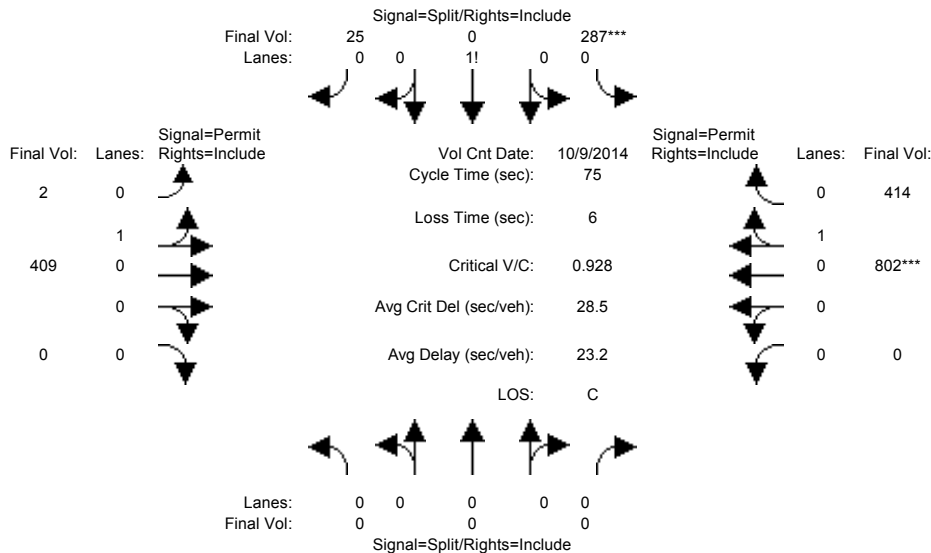 Signal=Split/Rights=Include
Final Vol: 25 0 287***
Lanes: 0 0 1! 0 0
Signal=Permit Signal=Permit
Final Vol: Lanes: Rights=Include Vol Cnt Date: 10/9/2014 Rights=Include Lanes: Final Vol:
Cycle Time (sec): 75
2 0 0 414
Loss Time (sec): 6
1 1
409 0 Critical V/C: 0.928 0 802***
0 Avg Crit Del (sec/veh): 28.5 0
0 0 Avg Delay (sec/veh): 23.2 0 0
LOS: C
Lanes: 0 0 0 0 0
Final Vol: 0 0 0
Signal=Split/Rights=Include